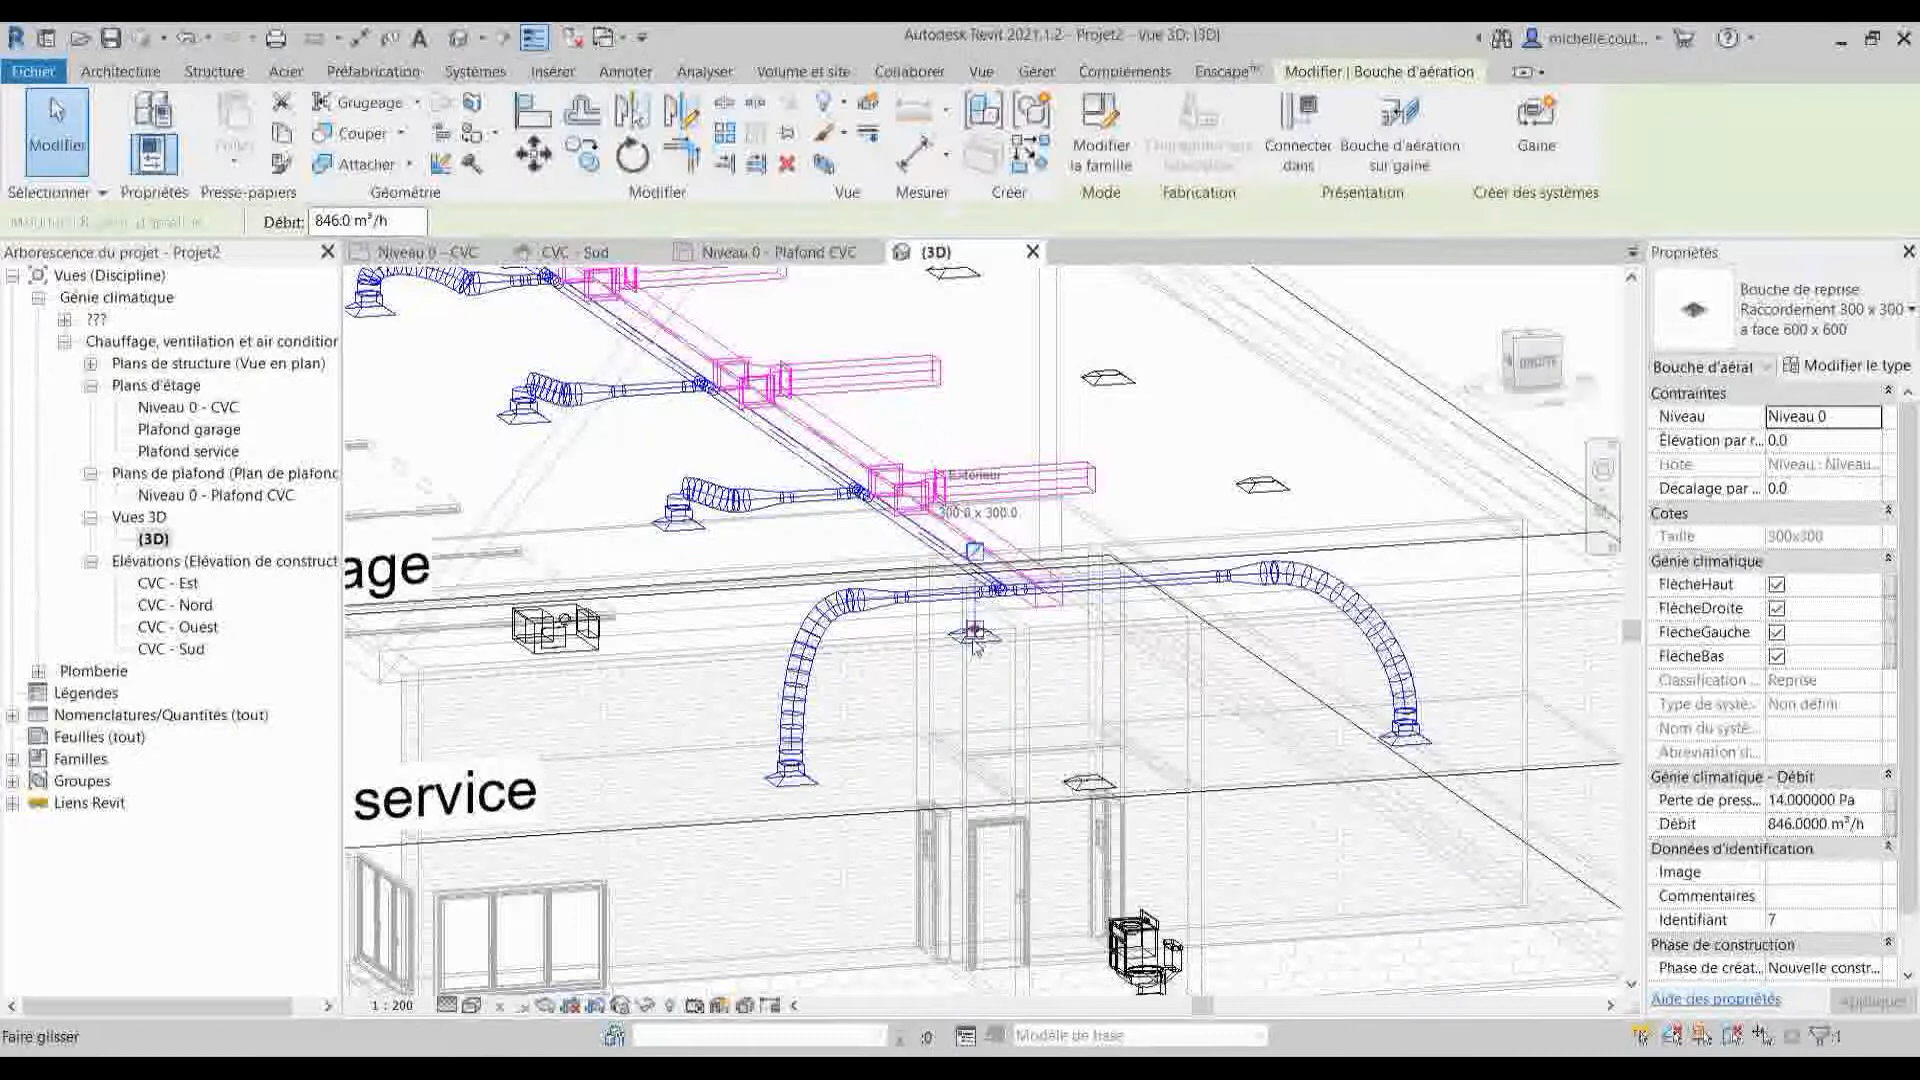 Autodesk Revit 2021.1.2 - Projet2 - Vue 3D: {3D}
michelle.cout...
Fichier Architecture Structure Acier Préfabrication Systèmes Insérer Annoter Analyser Volume et site Collaborer Vue Gérer Compléments Enscape™ Modifier | Bouche d'aération
Modifier
Grugeage
Couper
Attacher
Modifier la famille
Connecter dans
Bouche d'aération sur gaine
Gaine
Sélectionner Propriétés Presse-papiers Géométrie Modifier Vue Mesurer Créer Mode Fabrication Présentation Créer des systèmes
Débit: 846.0 m³/h
Arborescence du projet - Projet2
Niveau 0 - CVC
CVC - Sud
Niveau 0 - Plafond CVC
{3D}
Vues (Discipline)
Génie climatique
???
Chauffage, ventilation et air condition
Plans de structure (Vue en plan)
Plans d'étage
Niveau 0 - CVC
Plafond garage
Plafond service
Plans de plafond (Plan de plafond
Niveau 0 - Plafond CVC
Vues 3D
{3D}
Elévations (Elévation de construct
CVC - Est
CVC - Nord
CVC - Ouest
CVC - Sud
Plomberie
Légendes
Nomenclatures/Quantités (tout)
Feuilles (tout)
Familles
Groupes
Liens Revit
Extérieur
300.0 x 300.0
age
service
DROITE
Propriétés
Bouche de reprise
Raccordement 300 x 300
a face 600 x 600
Bouche d'aérat
Modifier le type
Contraintes
Niveau Niveau 0
Élévation par r... 0.0
Hôte Niveau : Niveau...
Décalage par ... 0.0
Cotes
Taille 300x300
Génie climatique
FlècheHaut
FlècheDroite
FlècheGauche
FlècheBas
Classification ... Reprise
Type de systè... Non défini
Nom du systè...
Abréviation d...
Génie climatique - Débit
Perte de press... 14.000000 Pa
Débit 846.0000 m³/h
Données d'identification
Image
Commentaires
Identifiant 7
Phase de construction
Phase de créat... Nouvelle constr...
Aide des propriétés
Appliquer
1 : 200
Faire glisser
:0
Modèle de base
:1